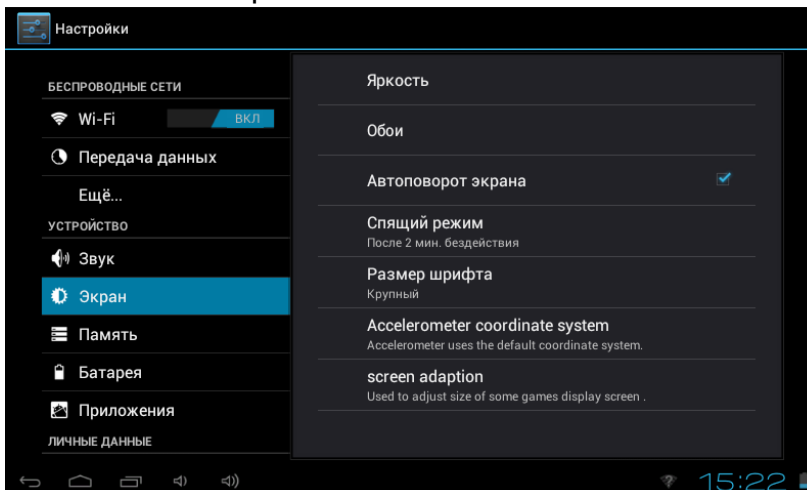 Настройки
БЕСПРОВОДНЫЕ СЕТИ
Wi-Fi ВКЛ
Передача данных
Ещё...
УСТРОЙСТВО
Звук
Экран
Память
Батарея
Приложения
ЛИЧНЫЕ ДАННЫЕ
Яркость
Обои
Автоповорот экрана
Спящий режим
После 2 мин. бездействия
Размер шрифта
Крупный
Accelerometer coordinate system
Accelerometer uses the default coordinate system.
screen adaption
Used to adjust size of some games display screen .
15:22